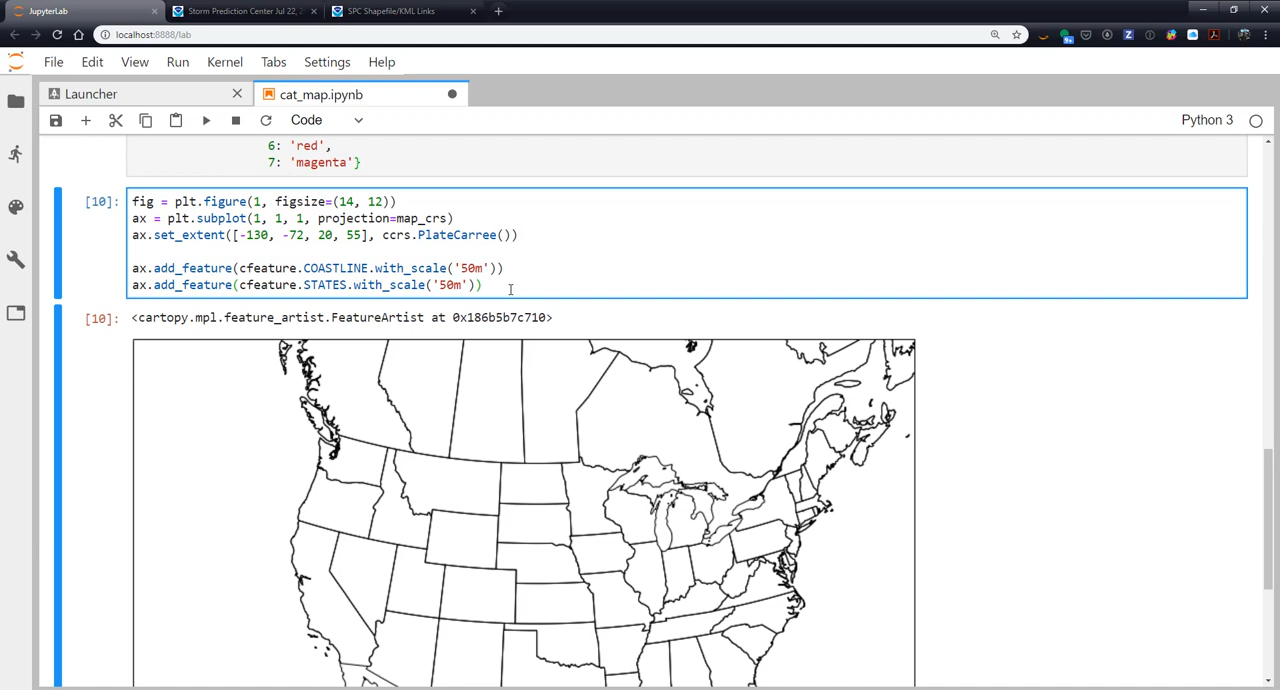 JupyterLab
Storm Prediction Center Jul 22, 2
SPC Shapefile/KML Links
localhost:8888/lab
File Edit View Run Kernel Tabs Settings Help
Launcher
cat_map.ipynb
Code
Python 3
6: 'red',
7: 'magenta'}
[10]:
fig = plt.figure(1, figsize=(14, 12))
ax = plt.subplot(1, 1, 1, projection=map_crs)
ax.set_extent([-130, -72, 20, 55], ccrs.PlateCarree())
ax.add_feature(cfeature.COASTLINE.with_scale('50m'))
ax.add_feature(cfeature.STATES.with_scale('50m'))
[10]:
<cartopy.mpl.feature_artist.FeatureArtist at 0x186b5b7c710>